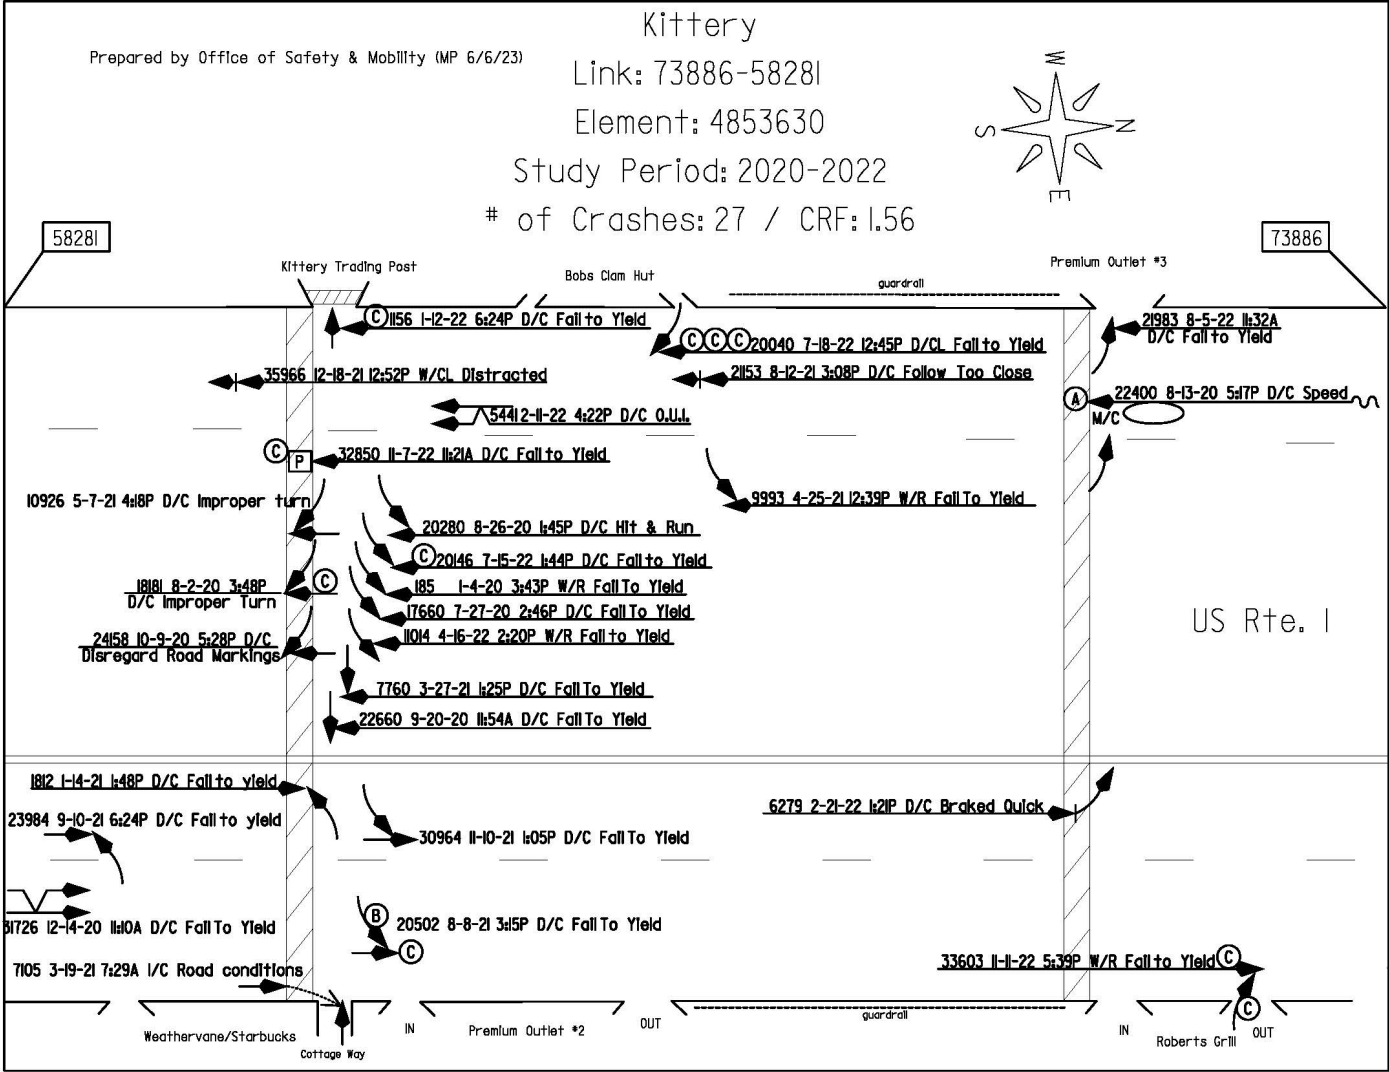 Kittery
Prepared by Office of Safety & Mobility (MP 6/6/23)
Link: 73886-58281
Element: 4853630
Study Period: 2020-2022
# of Crashes: 27 / CRF: 1.56
W
S
N
E
58281
73886
Kittery Trading Post
Bobs Clam Hut
guardrail
Premium Outlet #3
C 1156 1-12-22 6:24P D/C Fail to Yield
C C C 20040 7-18-22 12:45P D/CL Fail to Yield
21983 8-5-22 11:32A
D/C Fail to Yield
35966 12-18-21 12:52P W/CL Distracted
21153 8-12-21 3:08P D/C Follow Too Close
A 22400 8-13-20 5:17P D/C Speed
M/C
544 12-11-22 4:22P D/C O.U.I.
C P 32850 11-7-22 11:21A D/C Fail to Yield
10926 5-7-21 4:18P D/C Improper turn
9993 4-25-21 12:39P W/R Fail To Yield
20280 8-26-20 1:45P D/C Hit & Run
C 20146 7-15-22 1:44P D/C Fail to Yield
18181 8-2-20 3:48P
D/C Improper Turn
C
185 1-4-20 3:43P W/R Fail To Yield
17660 7-27-20 2:46P D/C Fail To Yield
US Rte. 1
24158 10-9-20 5:28P D/C
Disregard Road Markings
11014 4-16-22 2:20P W/R Fail to Yield
7760 3-27-21 1:25P D/C Fail To Yield
22660 9-20-20 11:54A D/C Fail To Yield
1812 1-14-21 1:48P D/C Fail to yield
6279 2-21-22 1:21P D/C Braked Quick
23984 9-10-21 6:24P D/C Fail to yield
30964 11-10-21 1:05P D/C Fail To Yield
31726 12-14-20 11:10A D/C Fail To Yield
B 20502 8-8-21 3:15P D/C Fail To Yield
C
7105 3-19-21 7:29A I/C Road conditions
33603 11-11-22 5:39P W/R Fail to Yield C
C
Weathervane/Starbucks
Cottage Way
IN
Premium Outlet #2
OUT
guardrail
IN
Roberts Grill
OUT